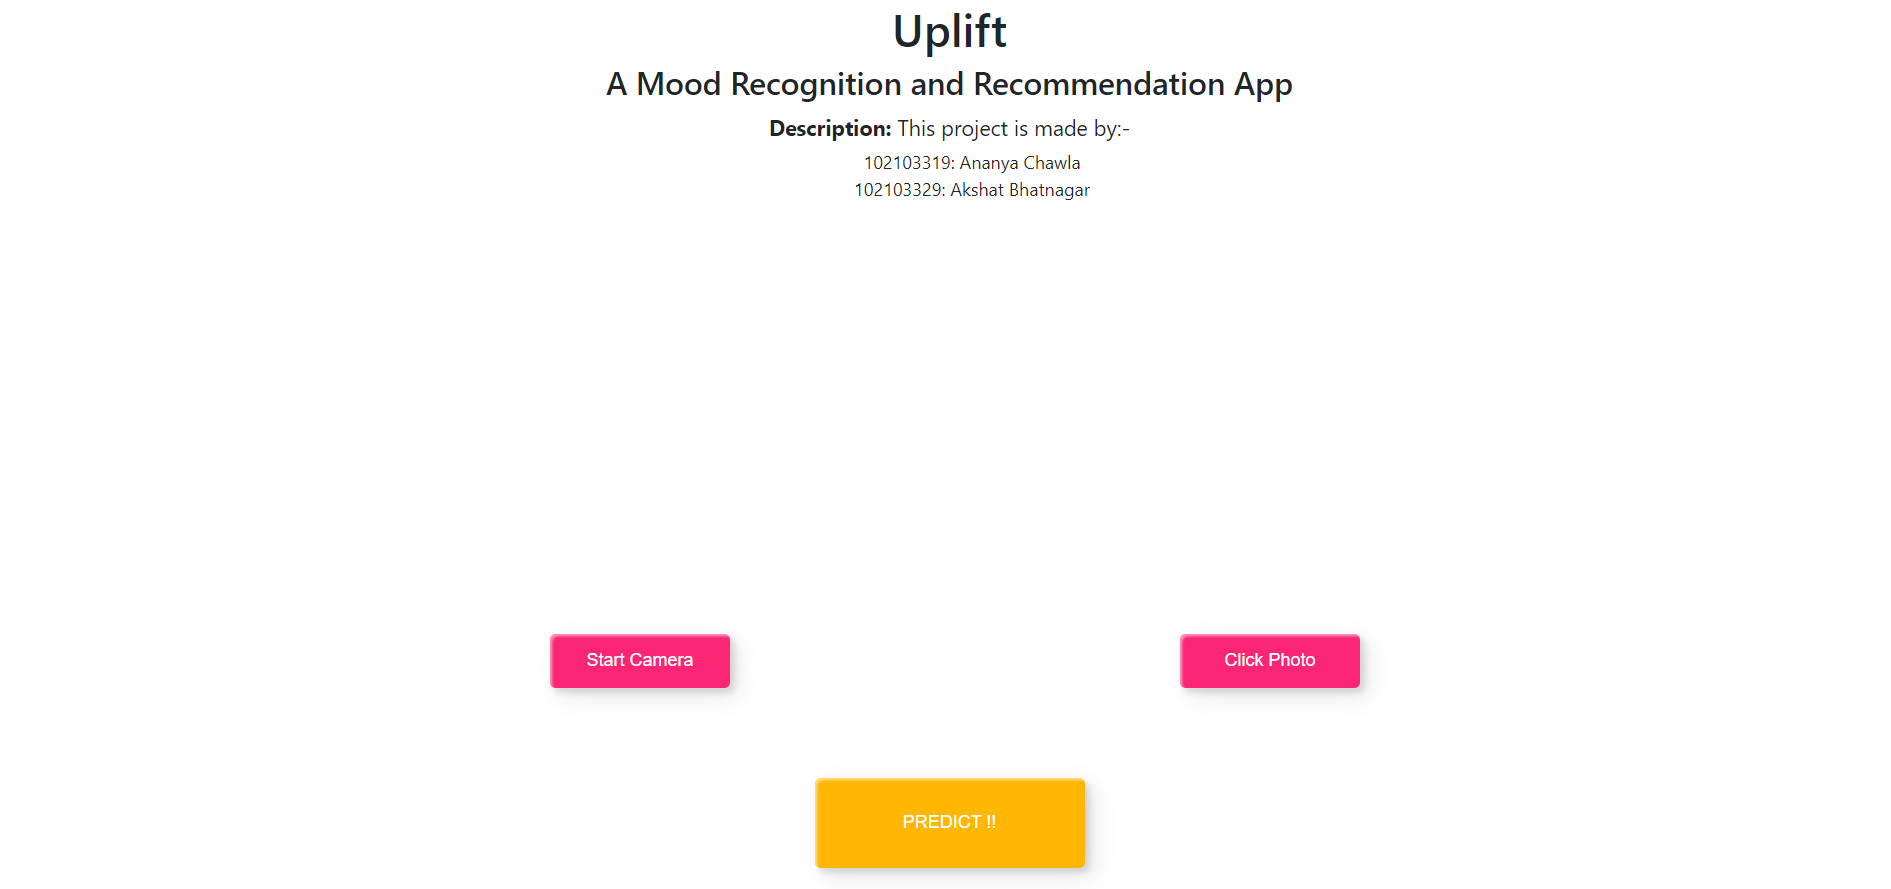 Uplift
A Mood Recognition and Recommendation App
Description: This project is made by:-
102103319: Ananya Chawla
102103329: Akshat Bhatnagar
Start Camera
Click Photo
PREDICT !!